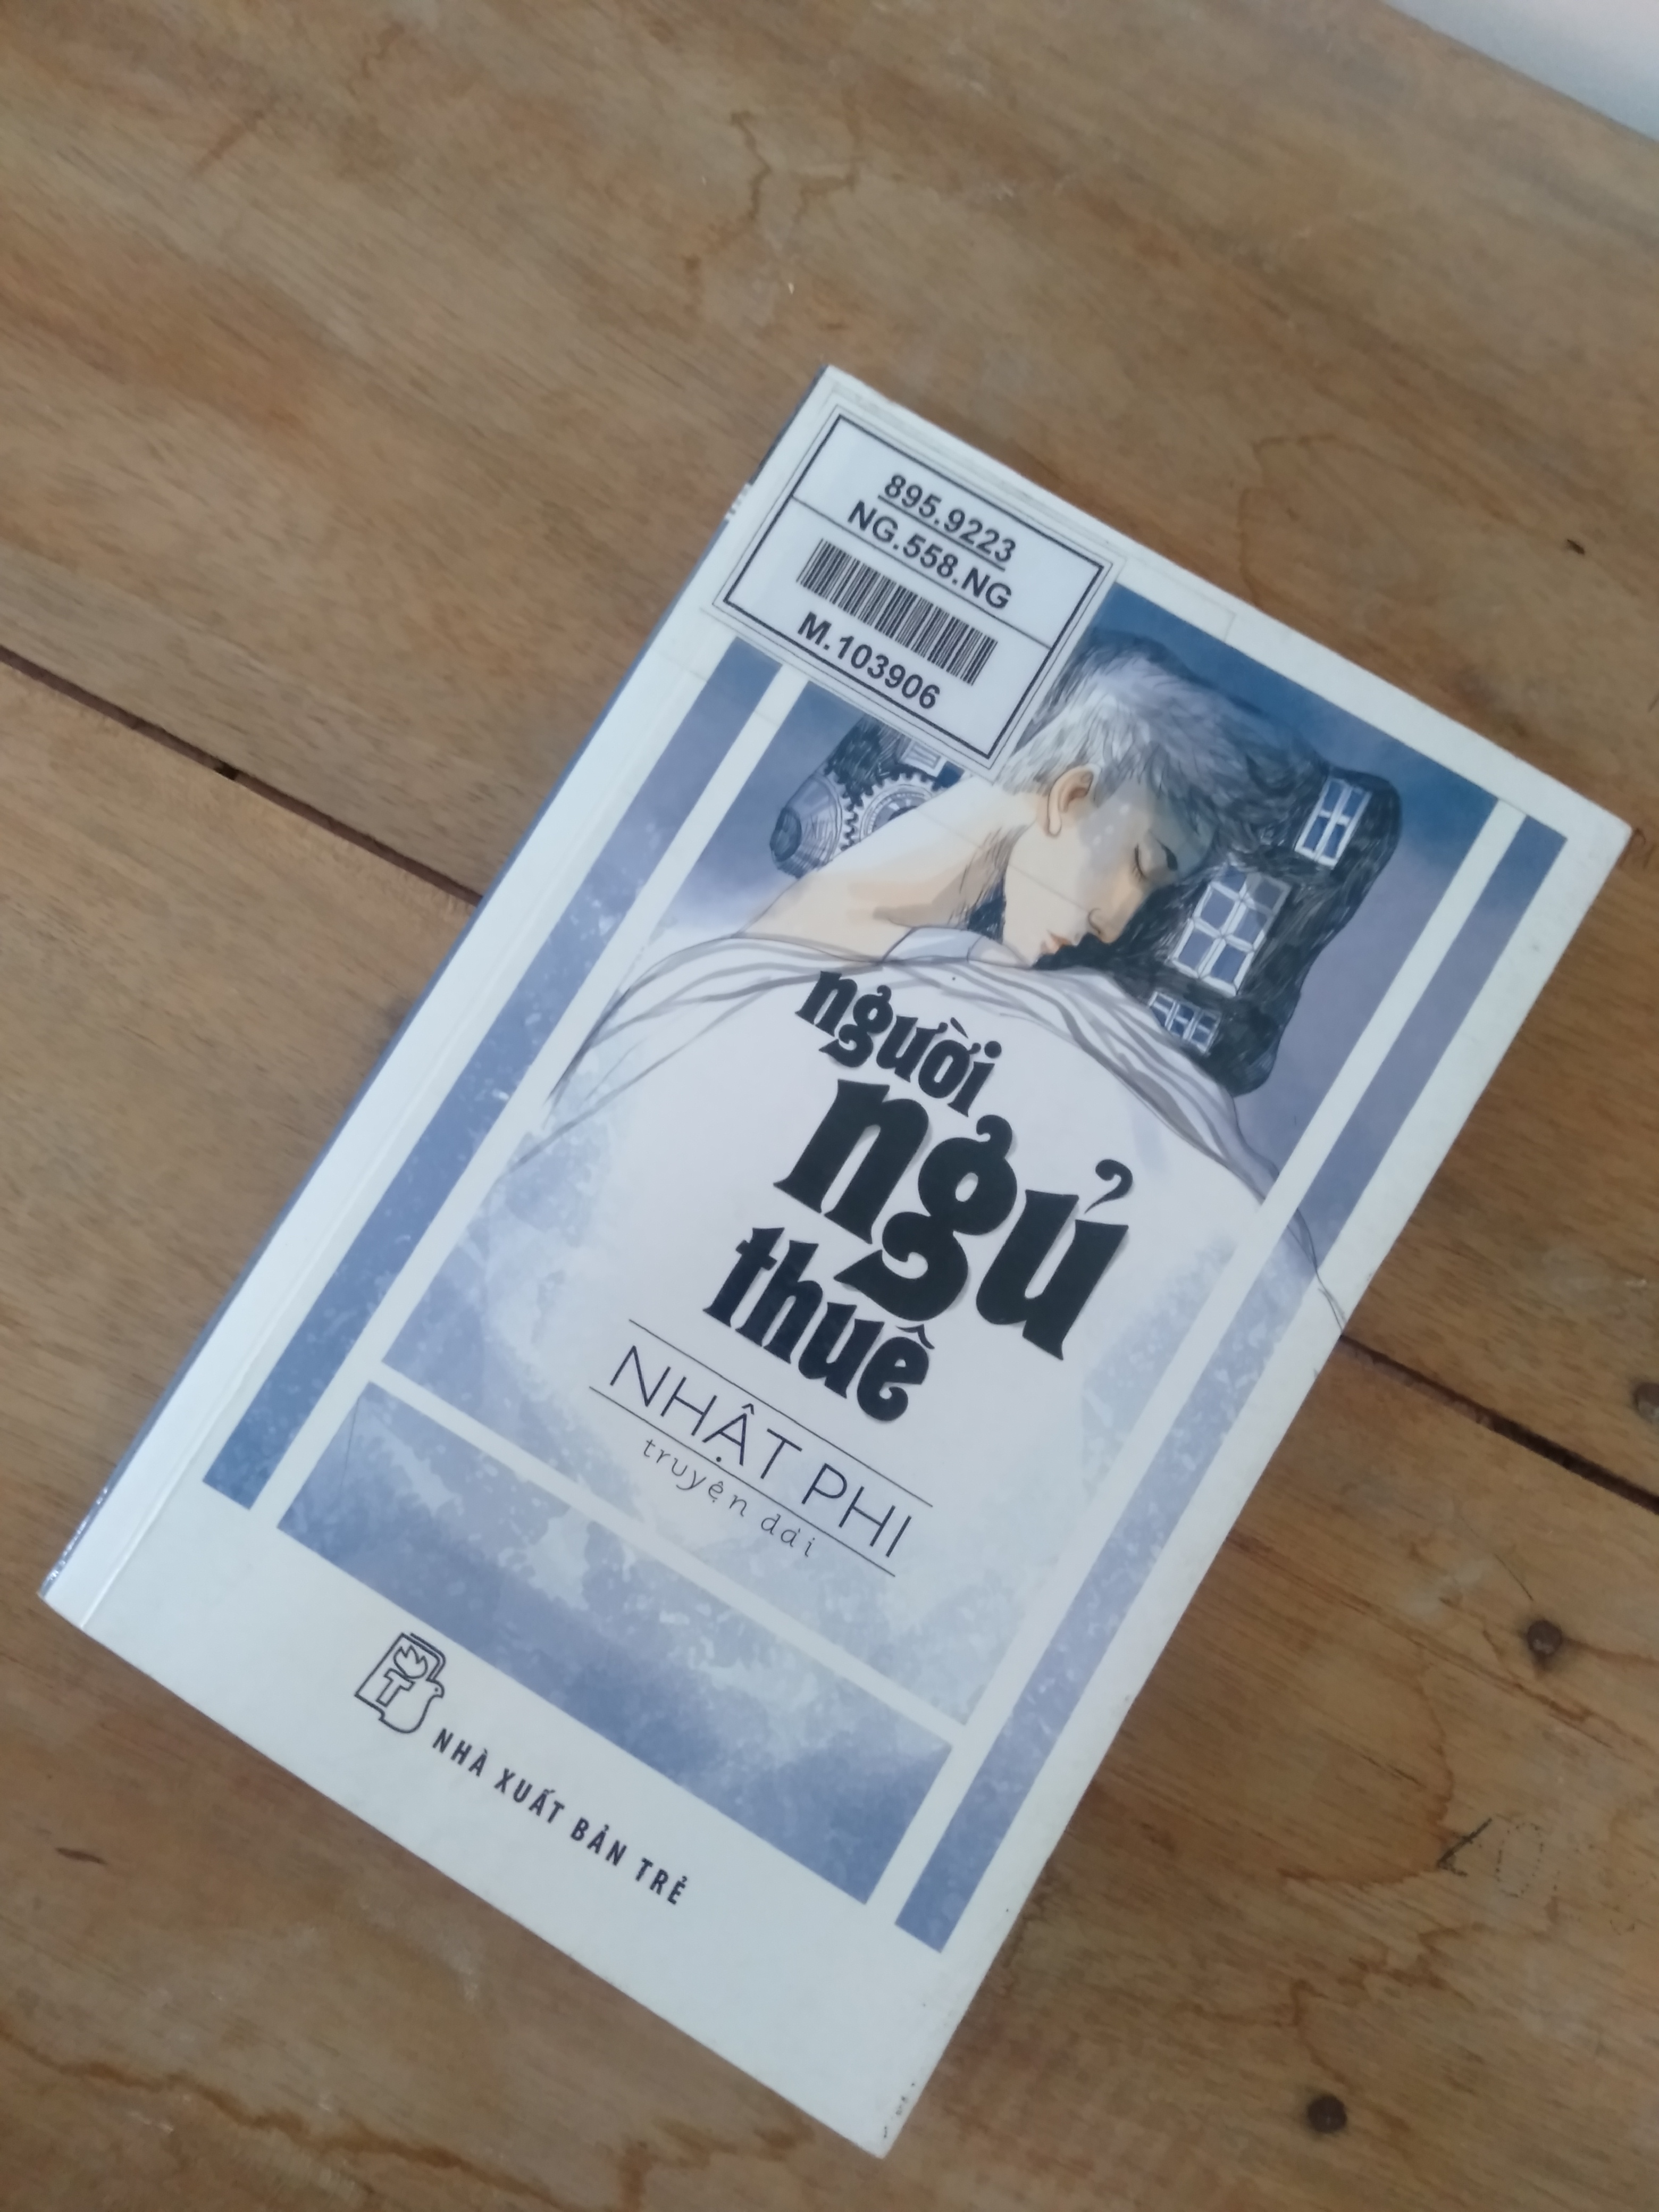 895.9223
NG.558.NG
M.103906
người
ngủ
thuê
NHẬT PHI
truyện dài
T
NHÀ XUẤT BẢN TRẺ